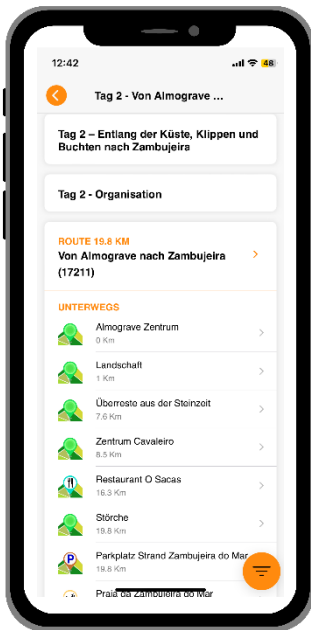 12:42
48
Tag 2 - Von Almograve ...
Tag 2 – Entlang der Küste, Klippen und
Buchten nach Zambujeira
Tag 2 - Organisation
ROUTE 19.8 KM
Von Almograve nach Zambujeira
(17211)
UNTERWEGS
Almograve Zentrum
0 Km
Landschaft
1 Km
Überreste aus der Steinzeit
7.6 Km
Zentrum Cavaleiro
8.5 Km
Restaurant O Sacas
16.3 Km
Störche
19.8 Km
P
Parkplatz Strand Zambujeira do Mar
19.8 Km
Praia da Zambujeira do Mar